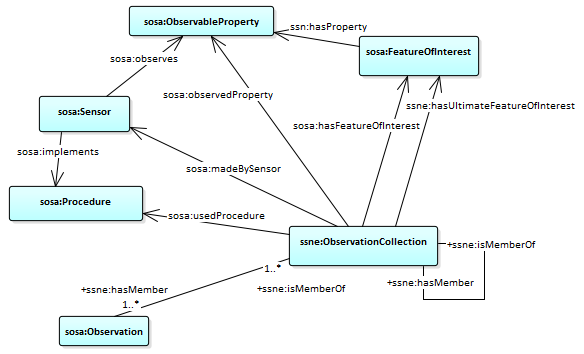 sosa:ObservableProperty
ssn:hasProperty
sosa:FeatureOfInterest
sosa:observes
sosa:observedProperty
ssne:hasUltimateFeatureOfInterest
sosa:Sensor
sosa:hasFeatureOfInterest
sosa:implements
sosa:madeBySensor
sosa:Procedure
sosa:usedProcedure
ssne:ObservationCollection
+ssne:isMemberOf
1..*
+ssne:hasMember
+ssne:hasMember
+ssne:isMemberOf
1..*
sosa:Observation